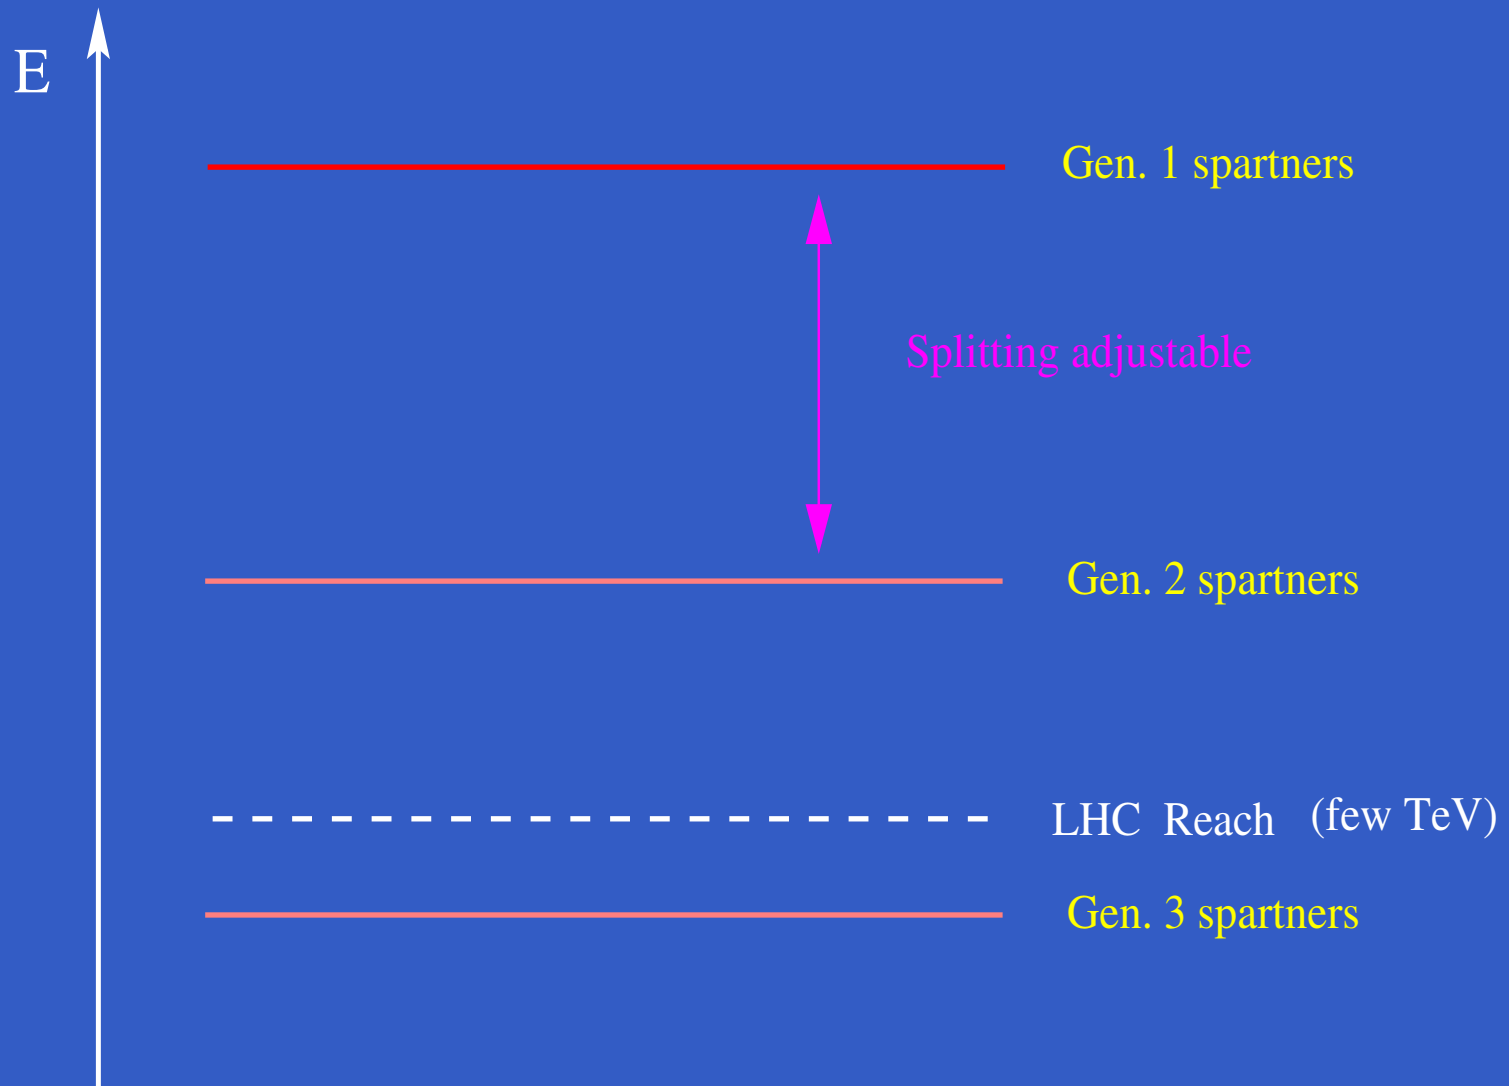 E
Gen. 1 spartners
Splitting adjustable
Gen. 2 spartners
LHC Reach (few TeV)
Gen. 3 spartners